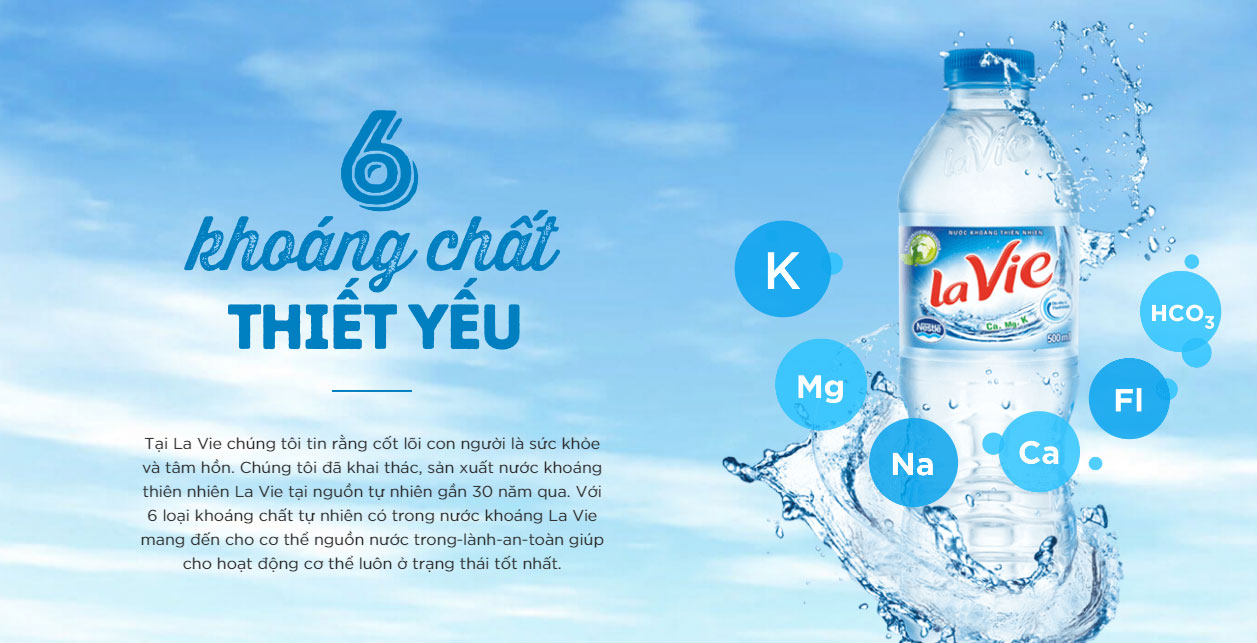 6
khoáng chất
THIẾT YẾU
Tại La Vie chúng tôi tin rằng cốt lõi con người là sức khỏe
và tâm hồn. Chúng tôi đã khai thác, sản xuất nước khoáng
thiên nhiên La Vie tại nguồn tự nhiên gần 30 năm qua. Với
6 loại khoáng chất tự nhiên có trong nước khoáng La Vie
mang đến cho cơ thể nguồn nước trong-lành-an-toàn giúp
cho hoạt động cơ thể luôn ở trạng thái tốt nhất.
La Vie
NƯỚC KHOÁNG THIÊN NHIÊN
La Vie
Nestlé
Ca, Mg, K
500 ml
K
HCO3
Mg
Fl
Na
Ca